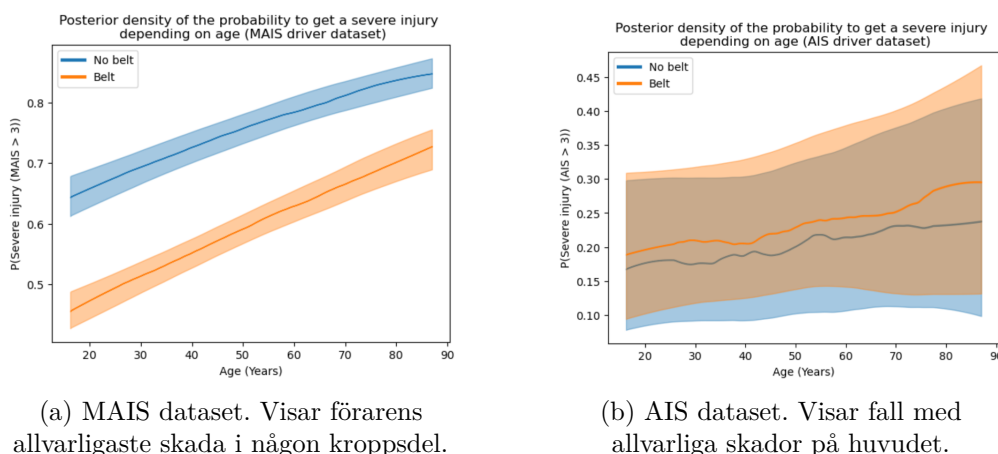 Posterior density of the probability to get a severe injury
depending on age (MAIS driver dataset)
No belt
Belt
P(Severe injury (MAIS > 3))
0.8
0.7
0.6
0.5
20 30 40 50 60 70 80 90
Age (Years)
(a) MAIS dataset. Visar förarens
allvarligaste skada i någon kroppsdel.
Posterior density of the probability to get a severe injury
depending on age (AIS driver dataset)
No belt
Belt
P(Severe injury (AIS > 3))
0.45
0.40
0.35
0.30
0.25
0.20
0.15
0.10
20 30 40 50 60 70 80 90
Age (Years)
(b) AIS dataset. Visar fall med
allvarliga skador på huvudet.